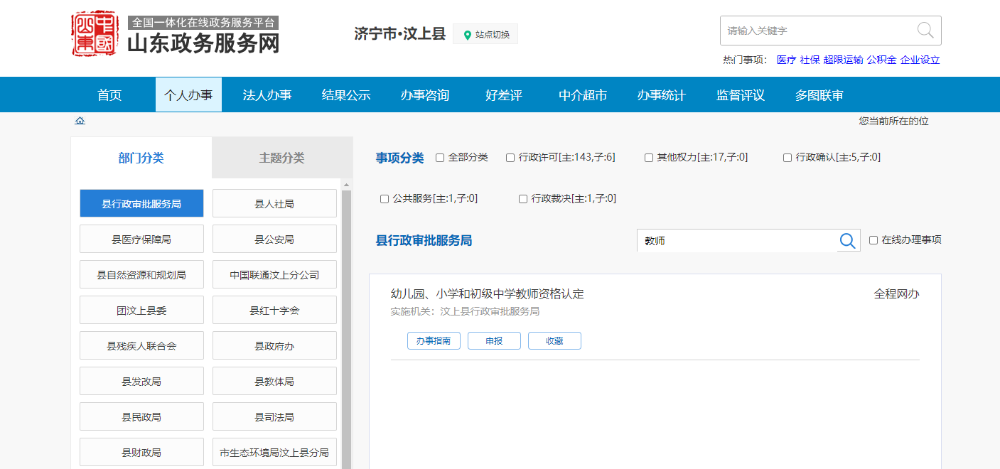 全国一体化在线政务服务平台
山东政务服务网
济宁市·汶上县
站点切换
请输入关键字
热门事项： 医疗 社保 超限运输 公积金 企业设立
首页 个人办事 法人办事 结果公示 办事咨询 好差评 中介超市 办事统计 监督评议 多图联审
您当前所在的位
部门分类 主题分类
县行政审批服务局 县人社局
县医疗保障局 县公安局
县自然资源和规划局 中国联通汶上分公司
团汶上县委 县红十字会
县残疾人联合会 县政府办
县发改局 县教体局
县民政局 县司法局
县财政局 市生态环境局汶上县分局
事项分类 全部分类 行政许可[主:143,子:6] 其他权力[主:17,子:0] 行政确认[主:5,子:0]
公共服务[主:1,子:0] 行政裁决[主:1,子:0]
县行政审批服务局 教师 在线办理事项
幼儿园、小学和初级中学教师资格认定 全程网办
实施机关：汶上县行政审批服务局
办事指南 申报 收藏